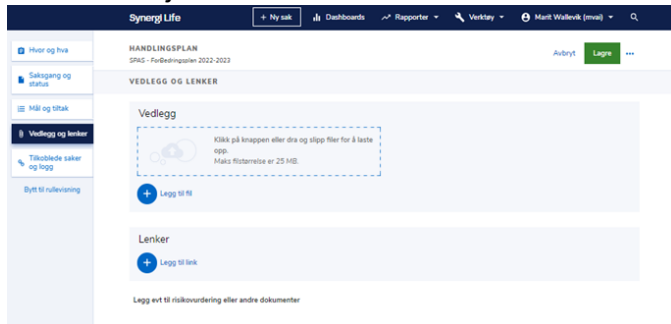 Synergi Life
+ Ny sak
Dashboards
Rapporter
Verktøy
Marit Wallevik (mvai)
Hvor og hva
Saksgang og
status
Mål og tiltak
Vedlegg og lenker
Tilkoblede saker
og logg
Bytt til rullevisning
HANDLINGSPLAN
SPAS - ForBedringsplan 2022-2023
Avbryt
Lagre
VEDLEGG OG LENKER
Vedlegg
Klikk på knappen eller dra og slipp filer for å laste
opp.
Maks filstørrelse er 25 MB.
Legg til fil
Lenker
Legg til link
Legg evt til risikovurdering eller andre dokumenter